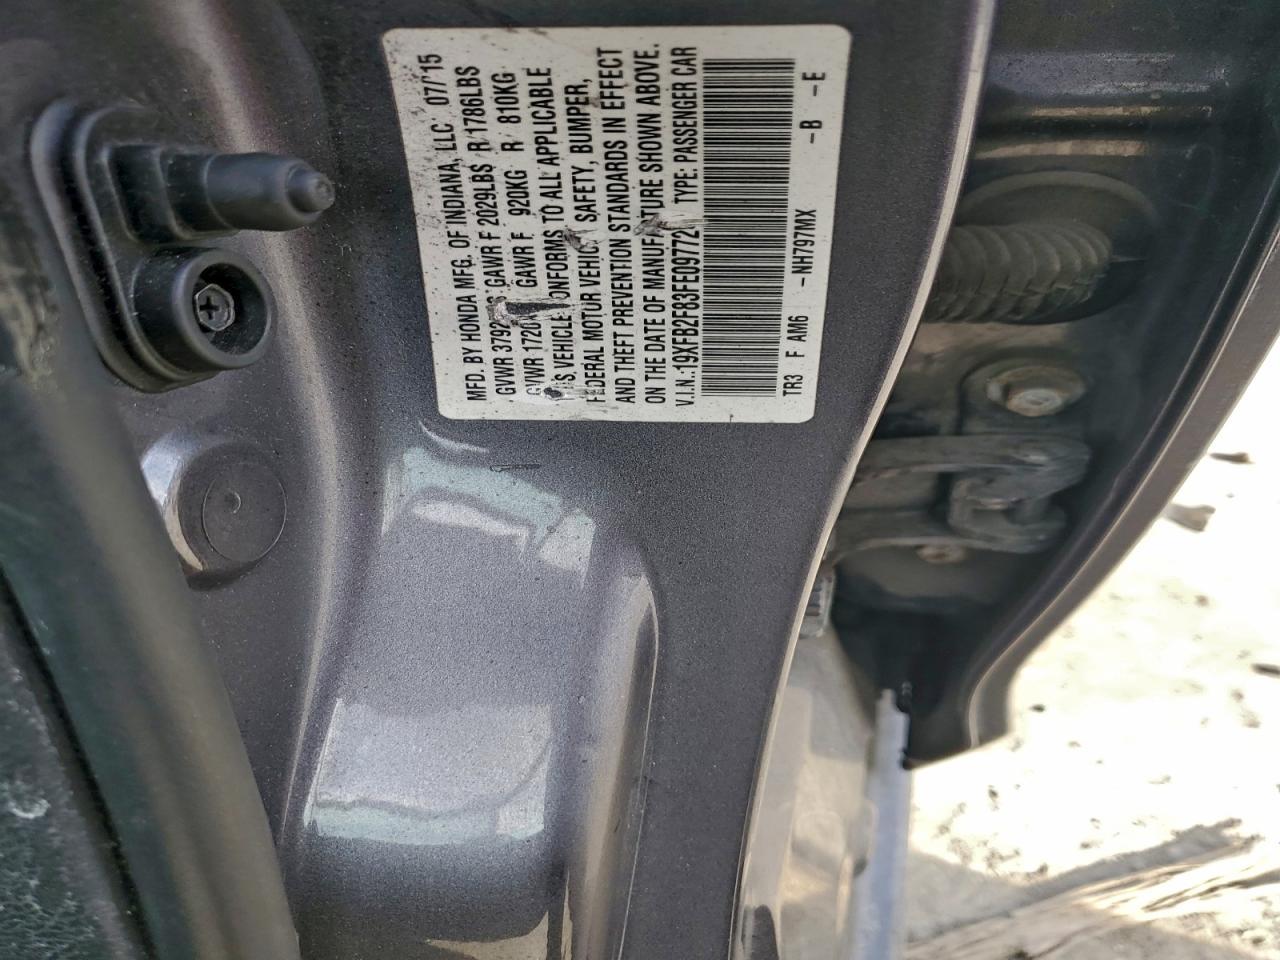 MFD. BY HONDA MFG. OF INDIANA, LLC 07/15
GVWR 3792 GAWR F 2029LBS R 1786LBS
GVWR 1720 GAWR F 920KG R 810KG
VEHICLE CONFORMS TO ALL APPLICABLE
FEDERAL MOTOR VEHIC SAFETY, BUMPER,
AND THEFT PREVENTION STANDARDS IN EFFECT
ON THE DATE OF MANUFACTURE SHOWN ABOVE.
V.I.N.:19XFB2F83FE09772 TYPE: PASSENGER CAR
TR3 F AM6 -NH797MX -B -E